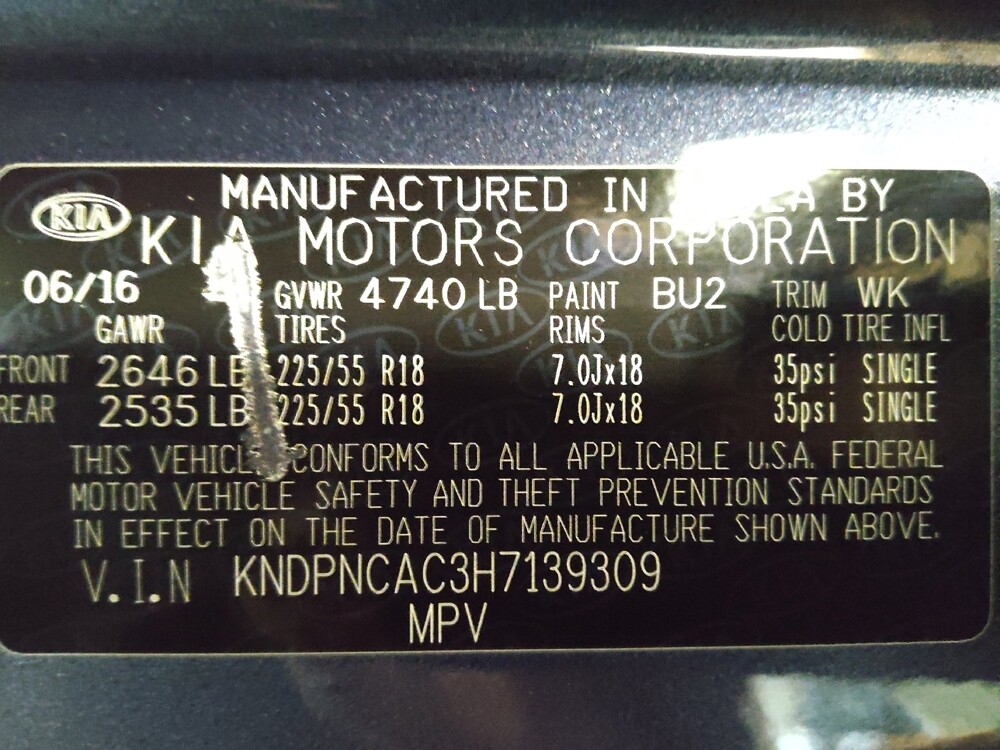 KIA
MANUFACTURED IN BY
KIA MOTORS CORPORATION
06/16 GVWR 4740 LB PAINT BU2 TRIM WK
GAWR TIRES RIMS COLD TIRE INFL
FRONT 2646 LB 225/55 R18 7.0Jx18 35psi SINGLE
REAR 2535 LB 225/55 R18 7.0Jx18 35psi SINGLE
THIS VEHICLE CONFORMS TO ALL APPLICABLE U.S.A. FEDERAL
MOTOR VEHICLE SAFETY AND THEFT PREVENTION STANDARDS
IN EFFECT ON THE DATE OF MANUFACTURE SHOWN ABOVE.
V.I.N KNDPNCAC3H7139309
MPV